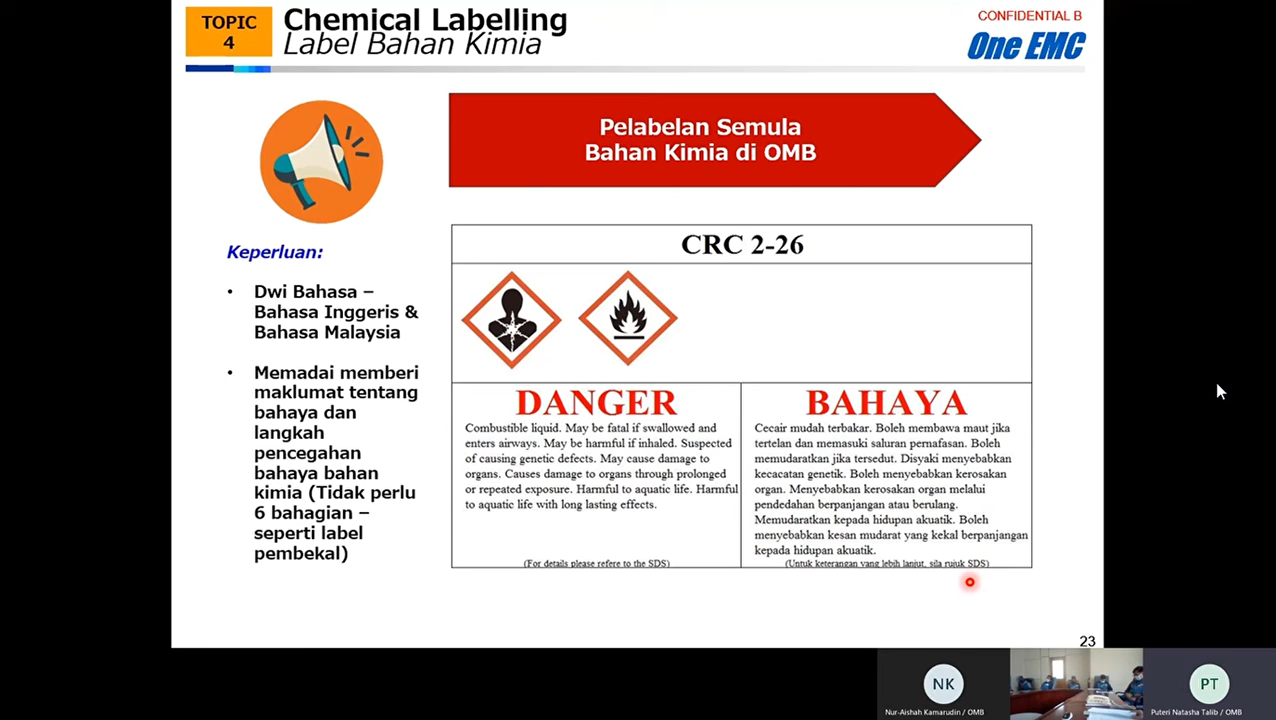 TOPIC
4
Chemical Labelling
Label Bahan Kimia
CONFIDENTIAL B
One EMC
Pelabelan Semula
Bahan Kimia di OMB
Keperluan:
• Dwi Bahasa –
Bahasa Inggeris &
Bahasa Malaysia
• Memadai memberi
maklumat tentang
bahaya dan
langkah
pencegahan
bahaya bahan
kimia (Tidak perlu
6 bahagian –
seperti label
pembekal)
CRC 2-26
DANGER
Combustible liquid. May be fatal if swallowed and
enters airways. May be harmful if inhaled. Suspected
of causing genetic defects. May cause damage to
organs. Causes damage to organs through prolonged
or repeated exposure. Harmful to aquatic life. Harmful
to aquatic life with long lasting effects.
(For details please refere to the SDS)
BAHAYA
Cecair mudah terbakar. Boleh membawa maut jika
tertelan dan memasuki saluran pernafasan. Boleh
memudaratkan jika tersedut. Disyaki menyebabkan
kecacatan genetik. Boleh menyebabkan kerosakan
organ. Menyebabkan kerosakan organ melalui
pendedahan berpanjangan atau berulang.
Memudaratkan kepada hidupan akuatik. Boleh
menyebabkan kesan mudarat yang kekal berpanjangan
kepada hidupan akuatik.
(Untuk keterangan yang lebih lanjut, sila rujuk SDS)
23
NK
Nur-Aishah Kamarudin / OMB
PT
Puteri Natasha Talib / OMB